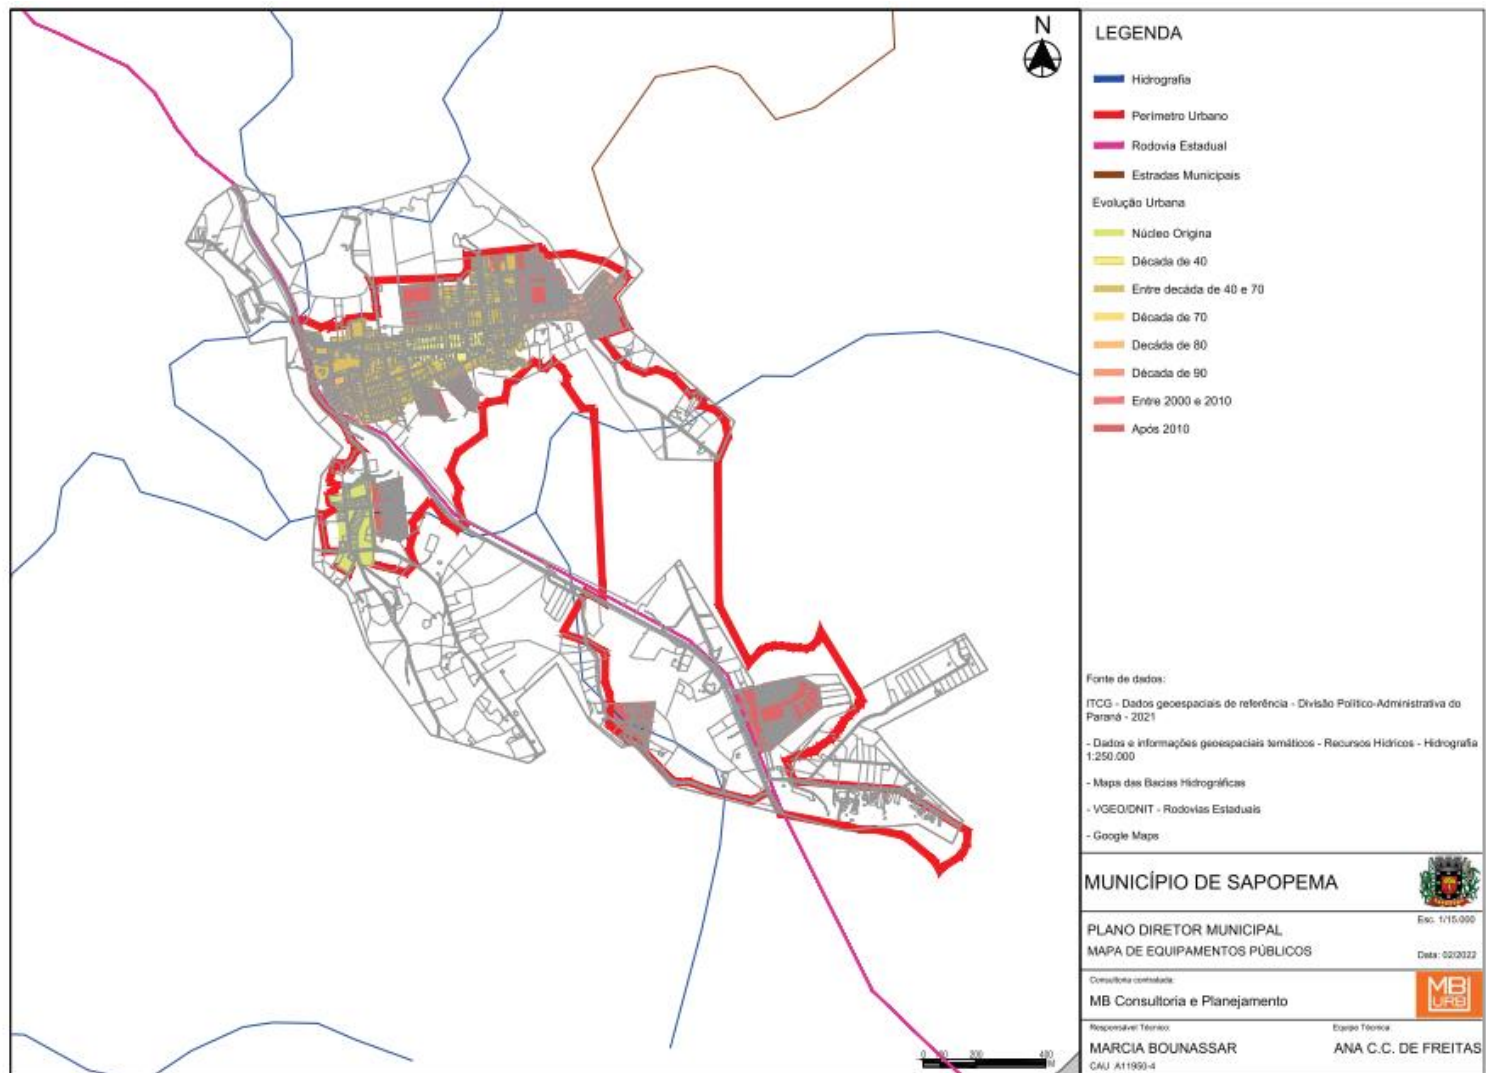 N
LEGENDA
Hidrografia
Perímetro Urbano
Rodovia Estadual
Estradas Municipais
Evolução Urbana
Núcleo Origina
Década de 40
Entre decáda de 40 e 70
Década de 70
Decáda de 80
Década de 90
Entre 2000 e 2010
Após 2010
Fonte de dados:
ITCG - Dados geoespaciais de referência - Divisão Político-Administrativa do
Paraná - 2021
- Dados e informações geoespaciais temáticos - Recursos Hídricos - Hidrografia
1:250.000
- Mapa das Bacias Hidrográficas
- VGEO/DNIT - Rodovias Estaduais
- Google Maps
MUNICÍPIO DE SAPOPEMA
Esc. 1/15.000
PLANO DIRETOR MUNICIPAL
MAPA DE EQUIPAMENTOS PÚBLICOS
Data: 02/2022
Consultoria contratada:
MB Consultoria e Planejamento
MB
URB
Responsável Técnico:
Equipe Técnica
MARCIA BOUNASSAR
ANA C.C. DE FREITAS
CAU A11950-4
0 200 400